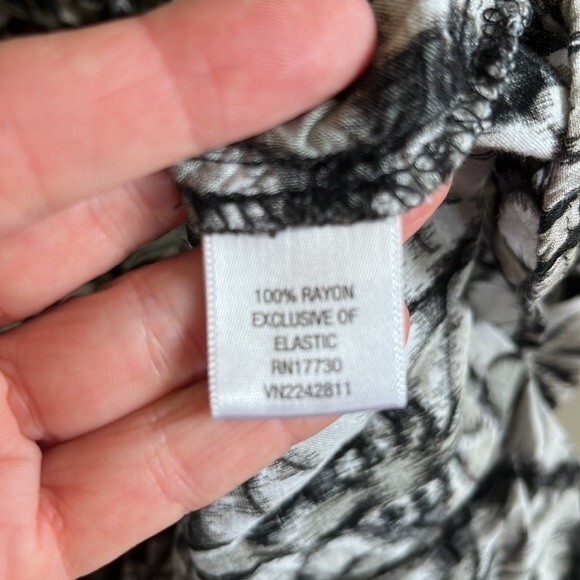 100% RAYON
EXCLUSIVE OF
ELASTIC
RN17730
VN2242811